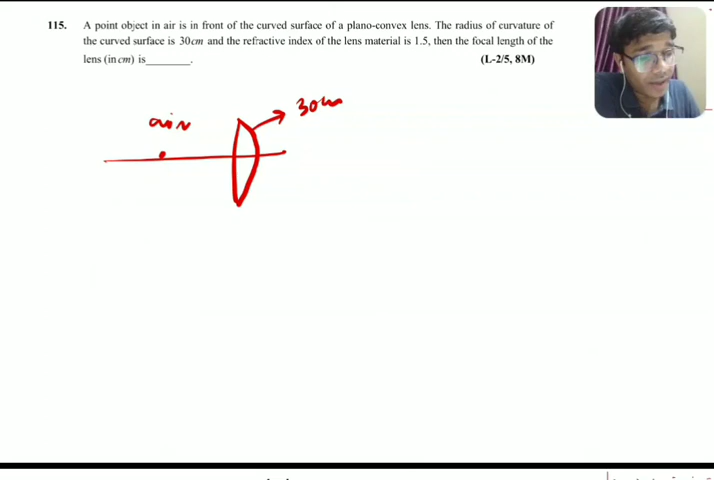 115. A point object in air is in front of the curved surface of a plano-convex lens. The radius of curvature of
the curved surface is 30cm and the refractive index of the lens material is 1.5, then the focal length of the
lens (in cm) is________.
(L-2/5, 8M)
30cm
air